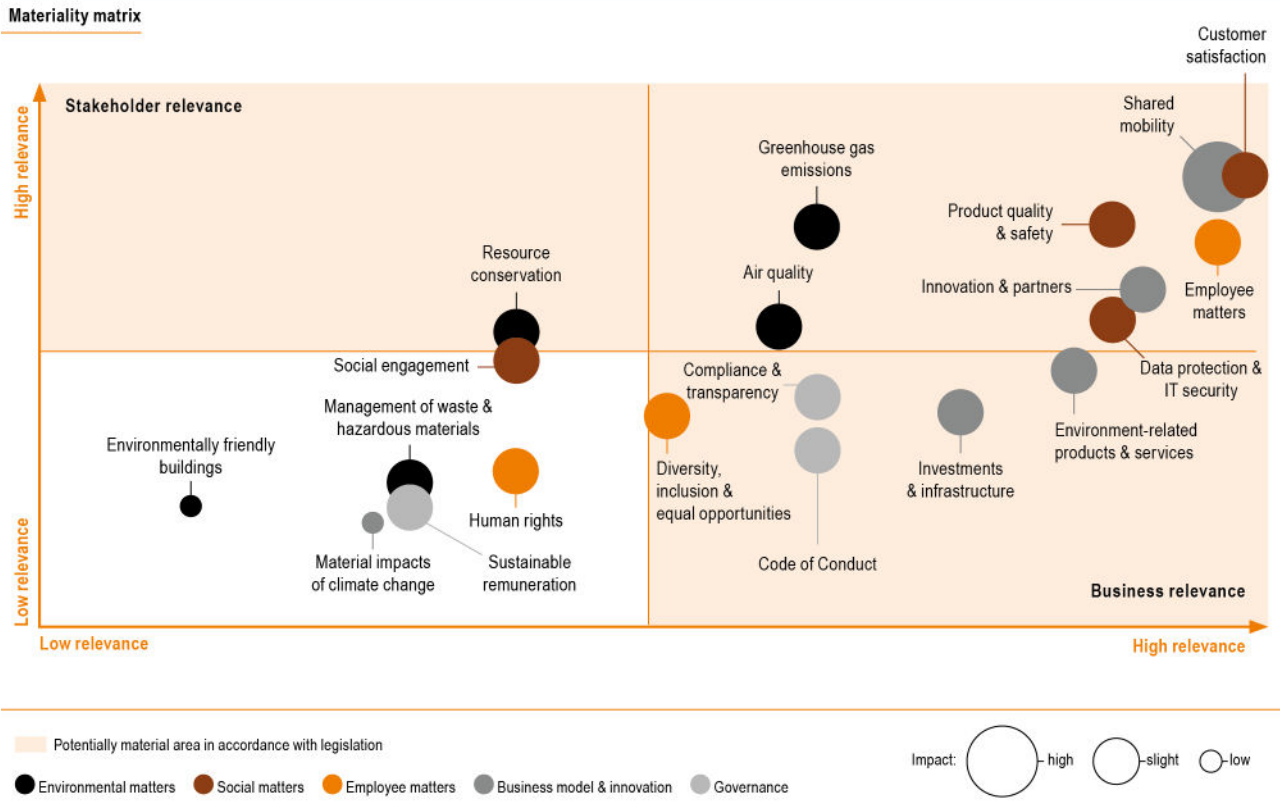 Materiality matrix
Customer
satisfaction
Stakeholder relevance
Shared
mobility
High relevance
Greenhouse gas
emissions
Product quality
& safety
Resource
conservation
Air quality
Innovation & partners
Employee
matters
Social engagement
Compliance &
transparency
Data protection &
IT security
Management of waste &
hazardous materials
Environmentally friendly
buildings
Environment-related
products & services
Diversity,
inclusion &
equal opportunities
Investments
& infrastructure
Human rights
Material impacts
of climate change
Sustainable
remuneration
Code of Conduct
Low relevance
Business relevance
Low relevance
High relevance
Potentially material area in accordance with legislation
Impact:
high
slight
low
Environmental matters
Social matters
Employee matters
Business model & innovation
Governance